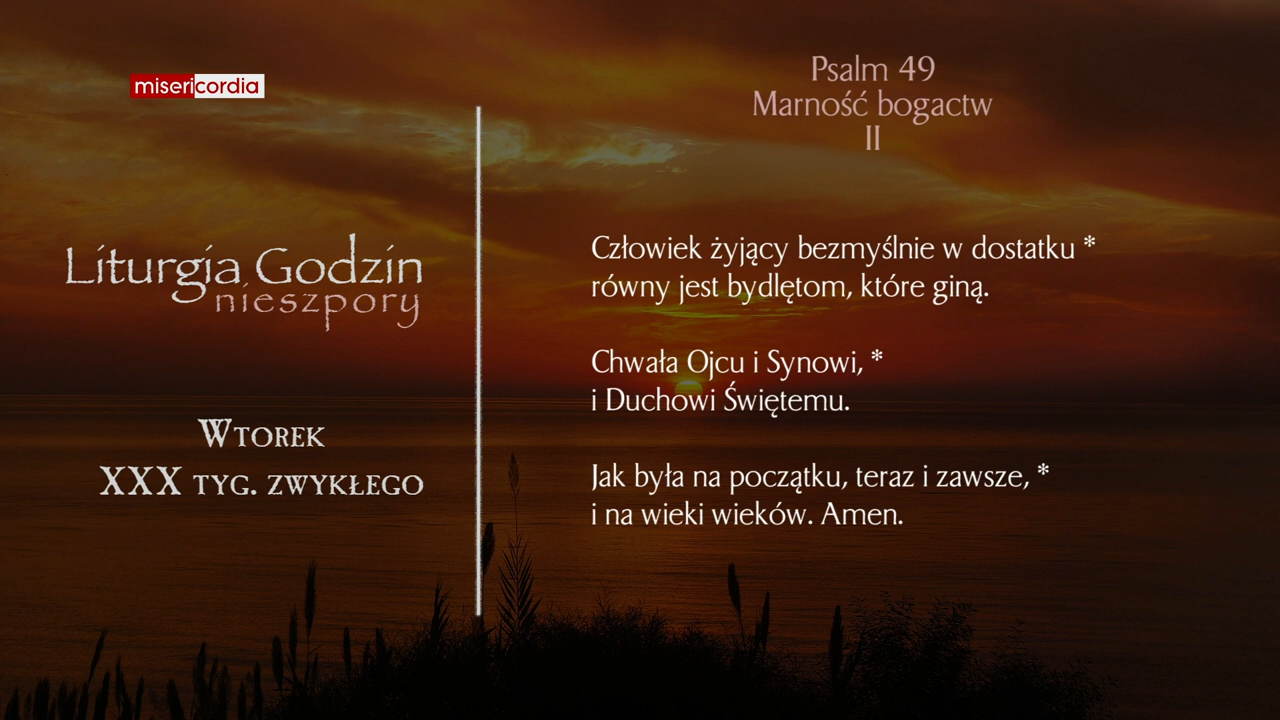 misericordia
Liturgia Godzin
nieszpory
Wtorek
XXX tyg. zwykłego
Psalm 49
Marność bogactw
II
Człowiek żyjący bezmyślnie w dostatku *
równy jest bydlętom, które giną.
Chwała Ojcu i Synowi, *
i Duchowi Świętemu.
Jak była na początku, teraz i zawsze, *
i na wieki wieków. Amen.